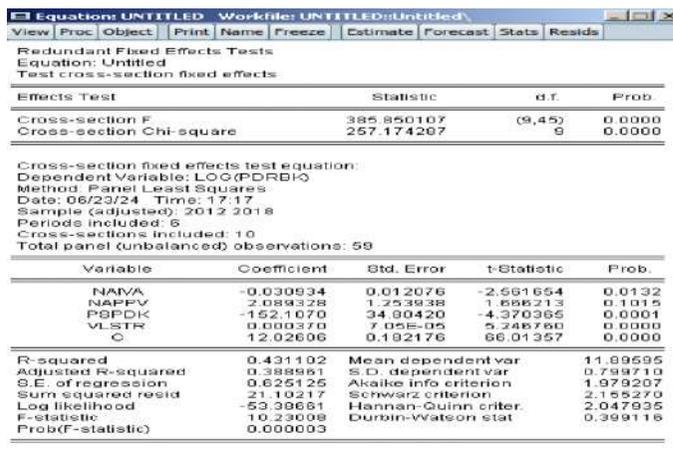 Equation: UNTITLED Workfile: UNTITLED::Untitled\
View Proc Object Print Name Freeze Estimate Forecast Stats Resids
Redundant Fixed Effects Tests
Equation: Untitled
Test cross-section fixed effects
Effects Test Statistic d.f. Prob.
Cross-section F 385.850107 (9,45) 0.0000
Cross-section Chi-square 257.174287 9 0.0000
Cross-section fixed effects test equation:
Dependent Variable: LOG(PDRBK)
Method: Panel Least Squares
Date: 06/23/24 Time: 17:17
Sample (adjusted): 2012 2018
Periods included: 6
Cross-sections included: 10
Total panel (unbalanced) observations: 59
Variable Coefficient Std. Error t-Statistic Prob.
NAIVA -0.030934 0.012076 -2.561654 0.0132
NAPPV 2.089328 1.253938 1.666213 0.1015
PSPDK -152.1070 34.80420 -4.370365 0.0001
VLSTR 0.000370 7.05E-05 5.246760 0.0000
C 12.02606 0.182176 66.01357 0.0000
R-squared 0.431102 Mean dependent var 11.89595
Adjusted R-squared 0.388961 S.D. dependent var 0.799710
S.E. of regression 0.625125 Akaike info criterion 1.979207
Sum squared resid 21.10217 Schwarz criterion 2.155270
Log likelihood -53.38661 Hannan-Quinn criter. 2.047935
F-statistic 10.23008 Durbin-Watson stat 0.399116
Prob(F-statistic) 0.000003